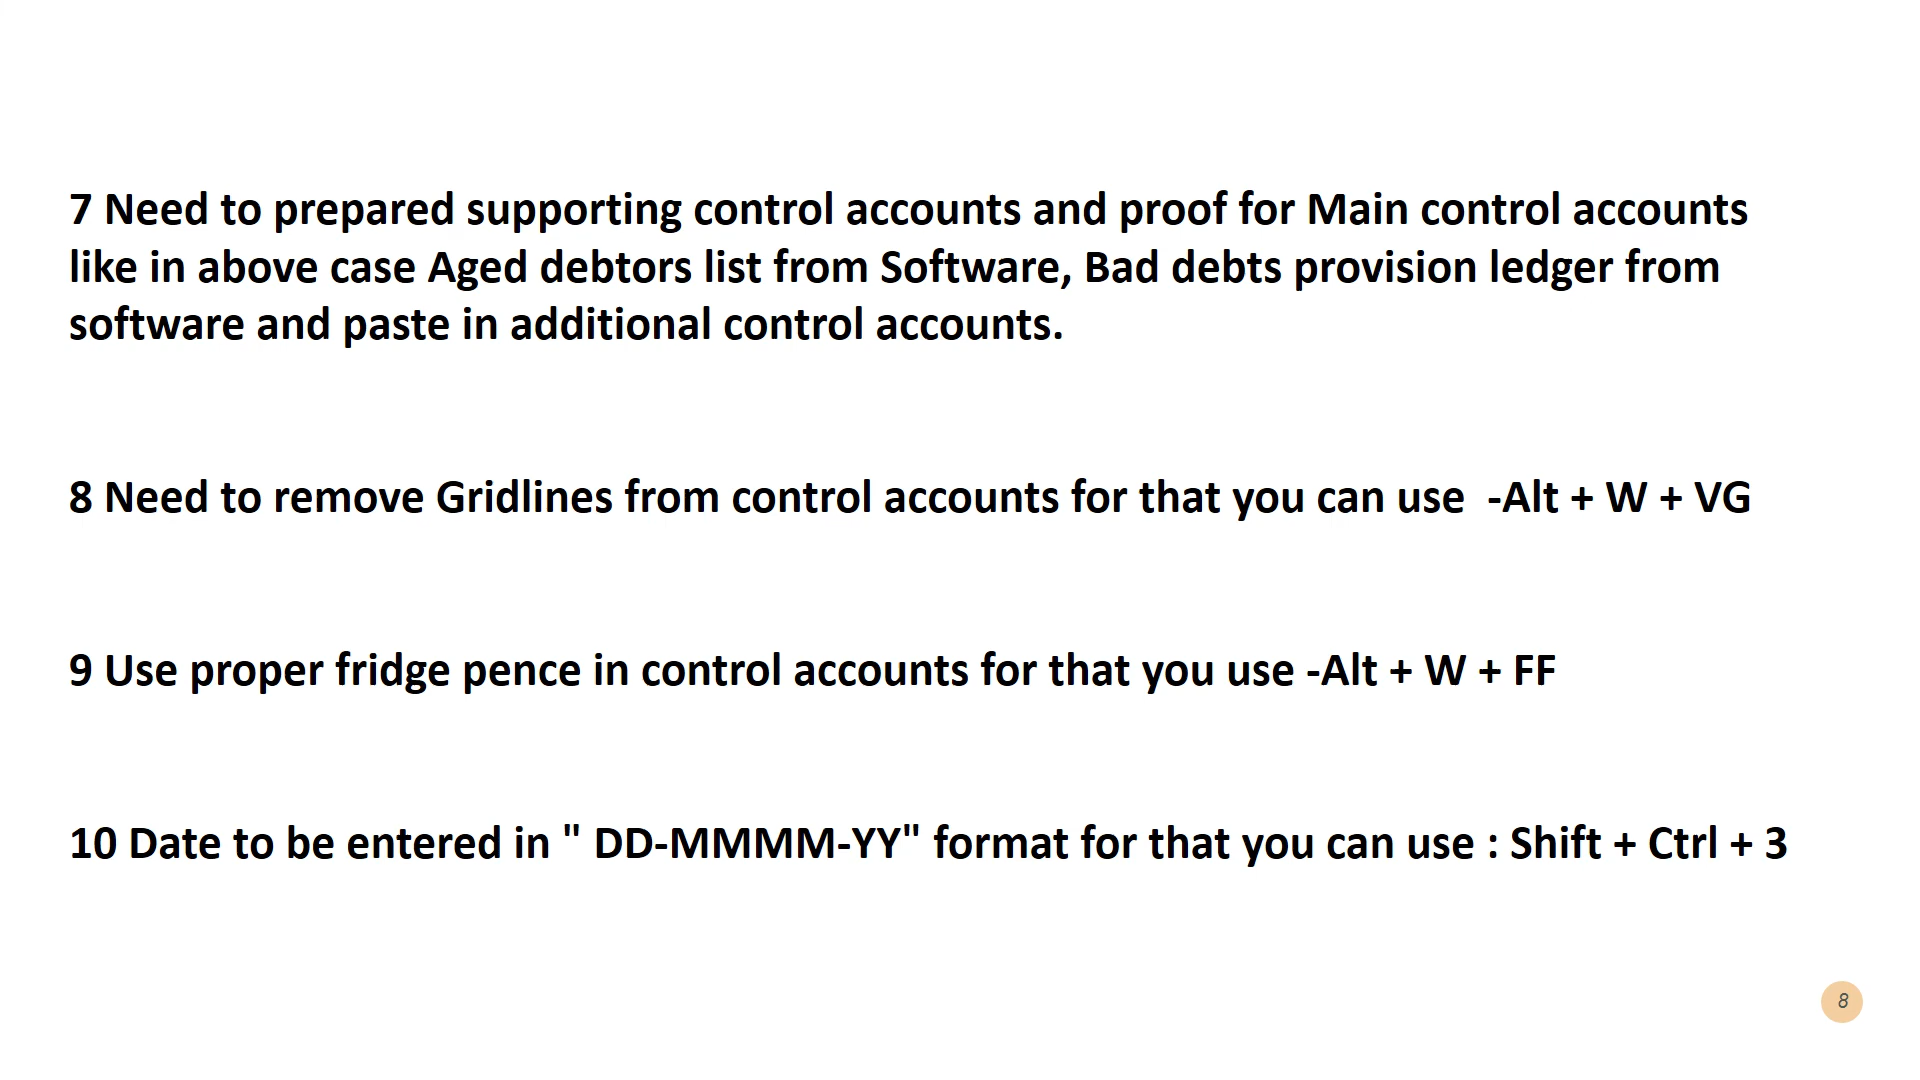 7 Need to prepared supporting control accounts and proof for Main control accounts
like in above case Aged debtors list from Software, Bad debts provision ledger from
software and paste in additional control accounts.
8 Need to remove Gridlines from control accounts for that you can use  -Alt + W + VG
9 Use proper fridge pence in control accounts for that you use -Alt + W + FF
10 Date to be entered in " DD-MMMM-YY" format for that you can use : Shift + Ctrl + 3
8